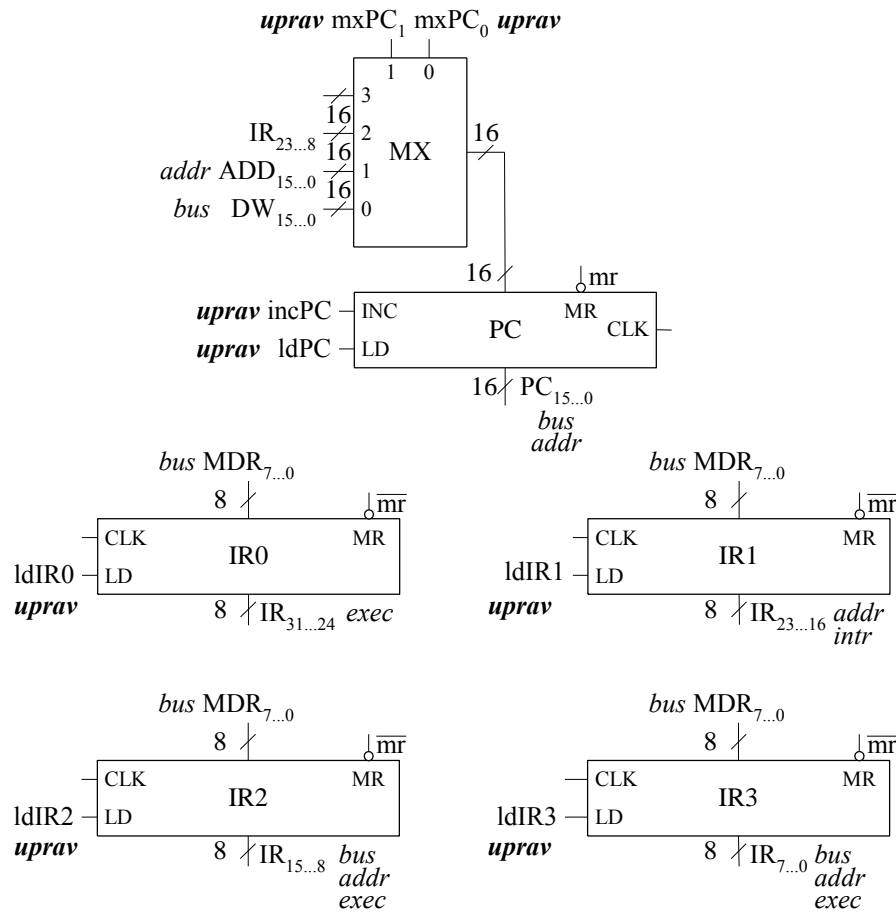 uprav mxPC₁ mxPC₀ uprav
1 0
3
16
IR₂₃...₈ 2
16
MX
16
addr ADD₁₅...₀ 1
16
bus DW₁₅...₀ 0
16
mr
uprav incPC INC
MR
PC
CLK
uprav ldPC LD
16 PC₁₅...₀
bus
addr
bus MDR₇...₀
8
mr
CLK
MR
IR0
ldIR0 LD
uprav
8 IR₃₁...₂₄ exec
bus MDR₇...₀
8
mr
CLK
MR
IR1
ldIR1 LD
uprav
8 IR₂₃...₁₆ addr
intr
bus MDR₇...₀
8
mr
CLK
MR
IR2
ldIR2 LD
uprav
8 IR₁₅...₈ bus
addr
exec
bus MDR₇...₀
8
mr
CLK
MR
IR3
ldIR3 LD
uprav
8 IR₇...₀ bus
addr
exec